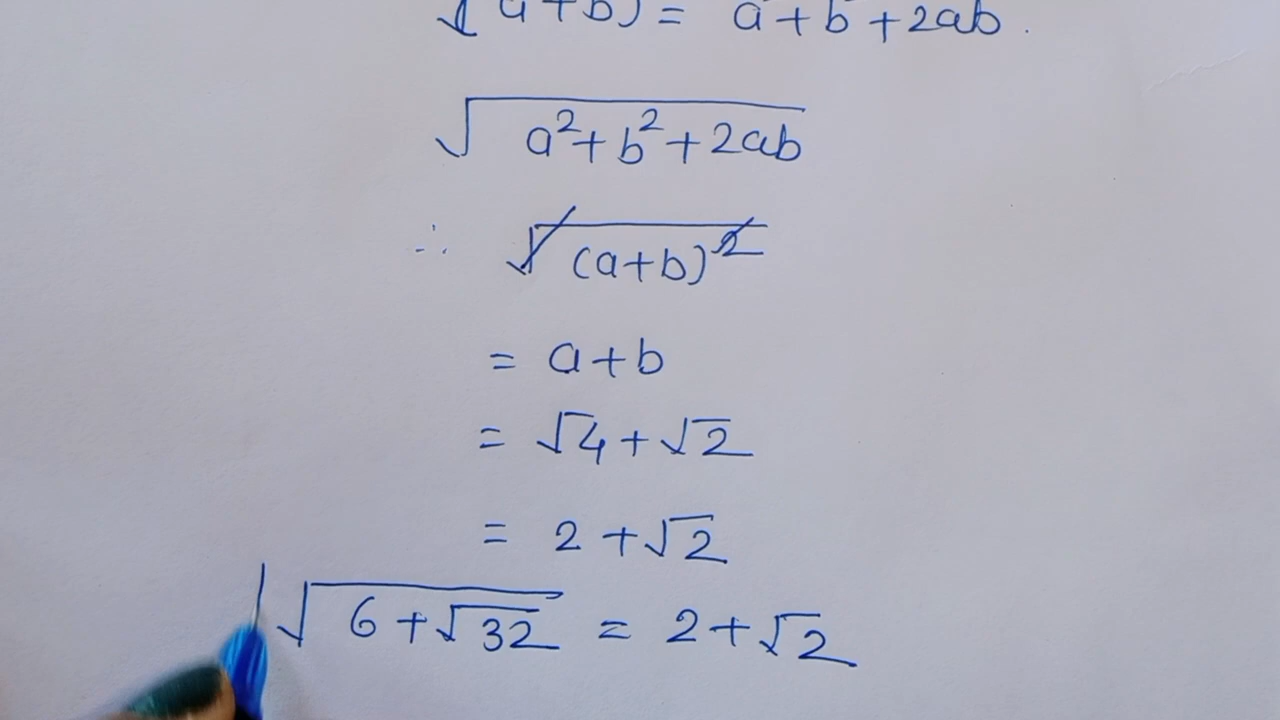 (a+b) = a+b+2ab.
√(a²+b²+2ab)
∴ √(a+b)²
= a+b
= √4+√2
= 2+√2
√(6+√32) = 2+√2